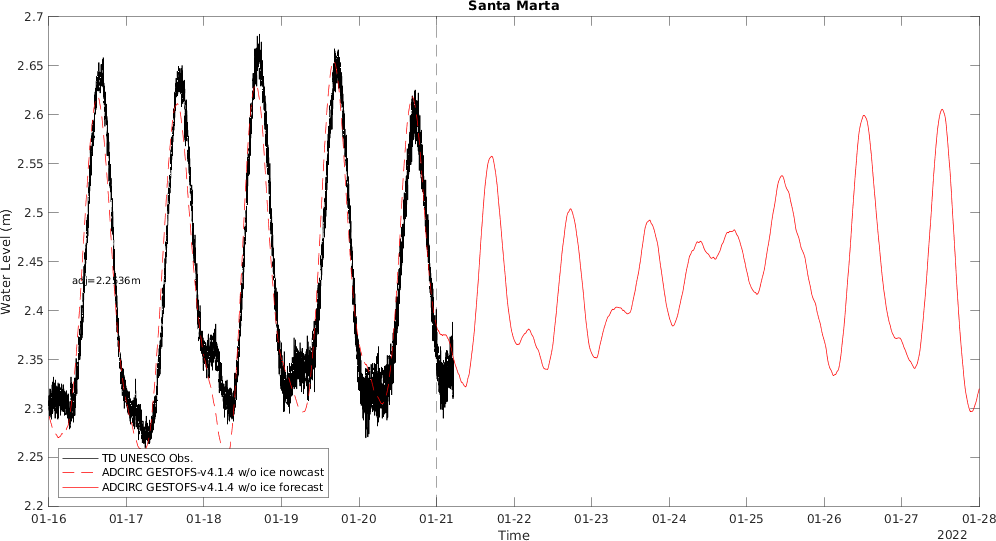 Santa Marta
2.7
2.65
2.6
2.55
2.5
2.45
2.4
2.35
2.3
2.25
2.2
Water Level (m)
adj=2.2536m
TD UNESCO Obs.
ADCIRC GESTOFS-v4.1.4 w/o ice nowcast
ADCIRC GESTOFS-v4.1.4 w/o ice forecast
01-16 01-17 01-18 01-19 01-20 01-21 01-22 01-23 01-24 01-25 01-26 01-27 01-28
Time
2022